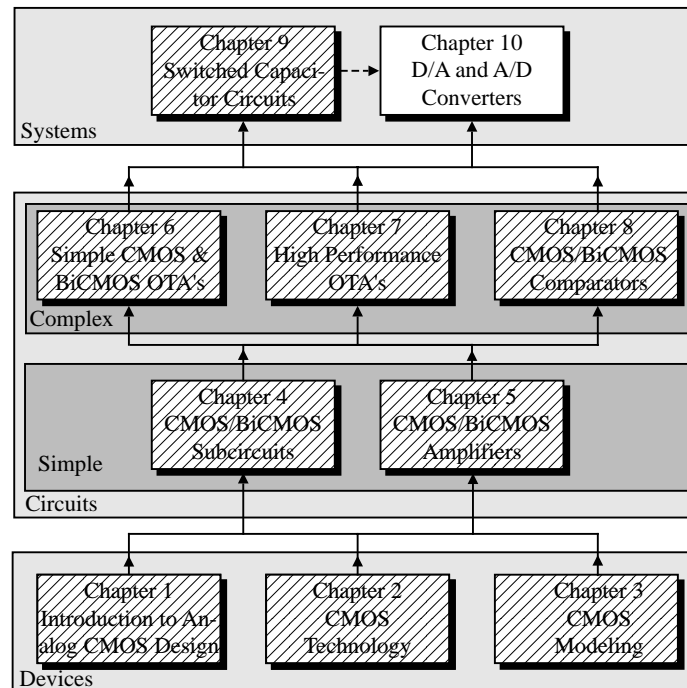 Chapter 9
Switched Capaci-
tor Circuits
Chapter 10
D/A and A/D
Converters
Systems
Chapter 6
Simple CMOS &
BiCMOS OTA's
Chapter 7
High Performance
OTA's
Chapter 8
CMOS/BiCMOS
Comparators
Complex
Chapter 4
CMOS/BiCMOS
Subcircuits
Chapter 5
CMOS/BiCMOS
Amplifiers
Simple
Circuits
Chapter 1
Introduction to An-
alog CMOS Design
Chapter 2
CMOS
Technology
Chapter 3
CMOS
Modeling
Devices